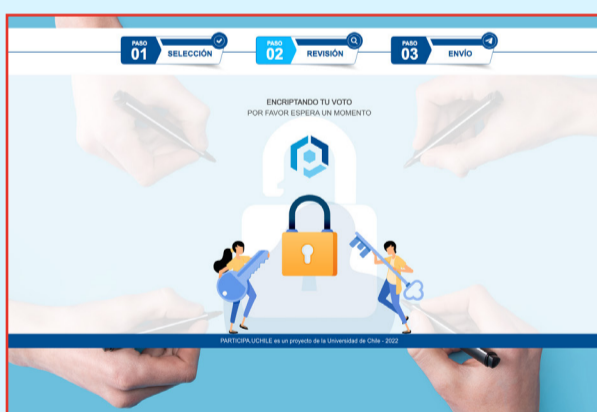 PASO
01
SELECCIÓN
PASO
02
REVISIÓN
PASO
03
ENVÍO
ENCRIPTANDO TU VOTO
POR FAVOR ESPERA UN MOMENTO
PARTICIPA.UCHILE es un proyecto de la Universidad de Chile - 2022